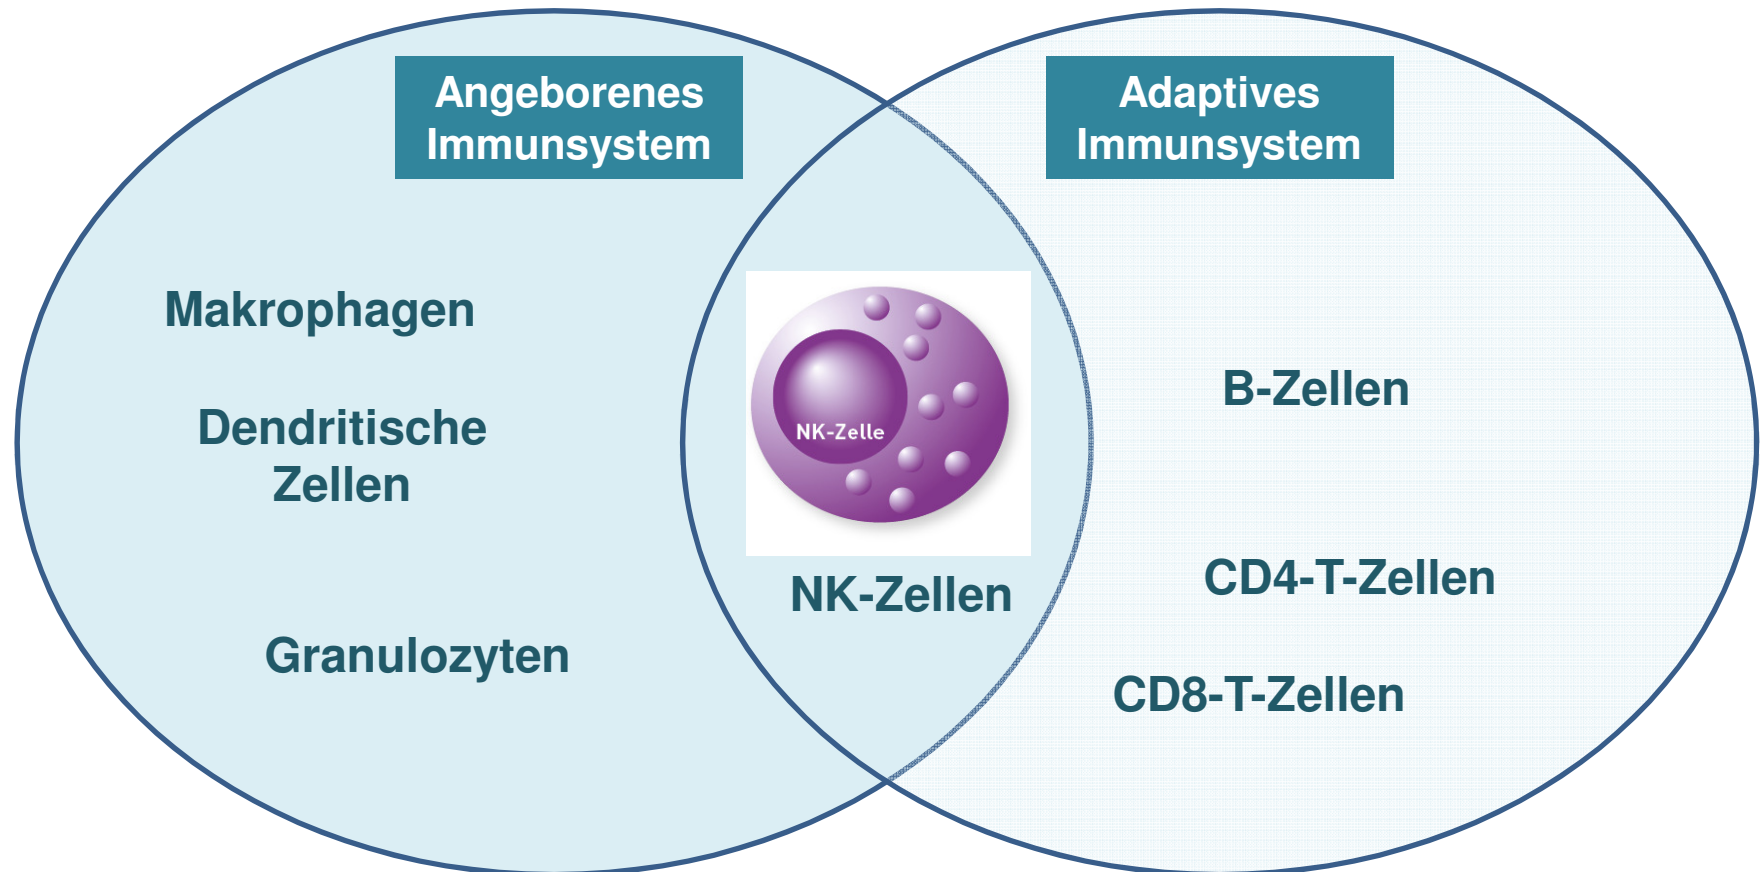 Angeborenes
Immunsystem
Adaptives
Immunsystem
Makrophagen
Dendritische
Zellen
Granulozyten
NK-Zelle
NK-Zellen
B-Zellen
CD4-T-Zellen
CD8-T-Zellen